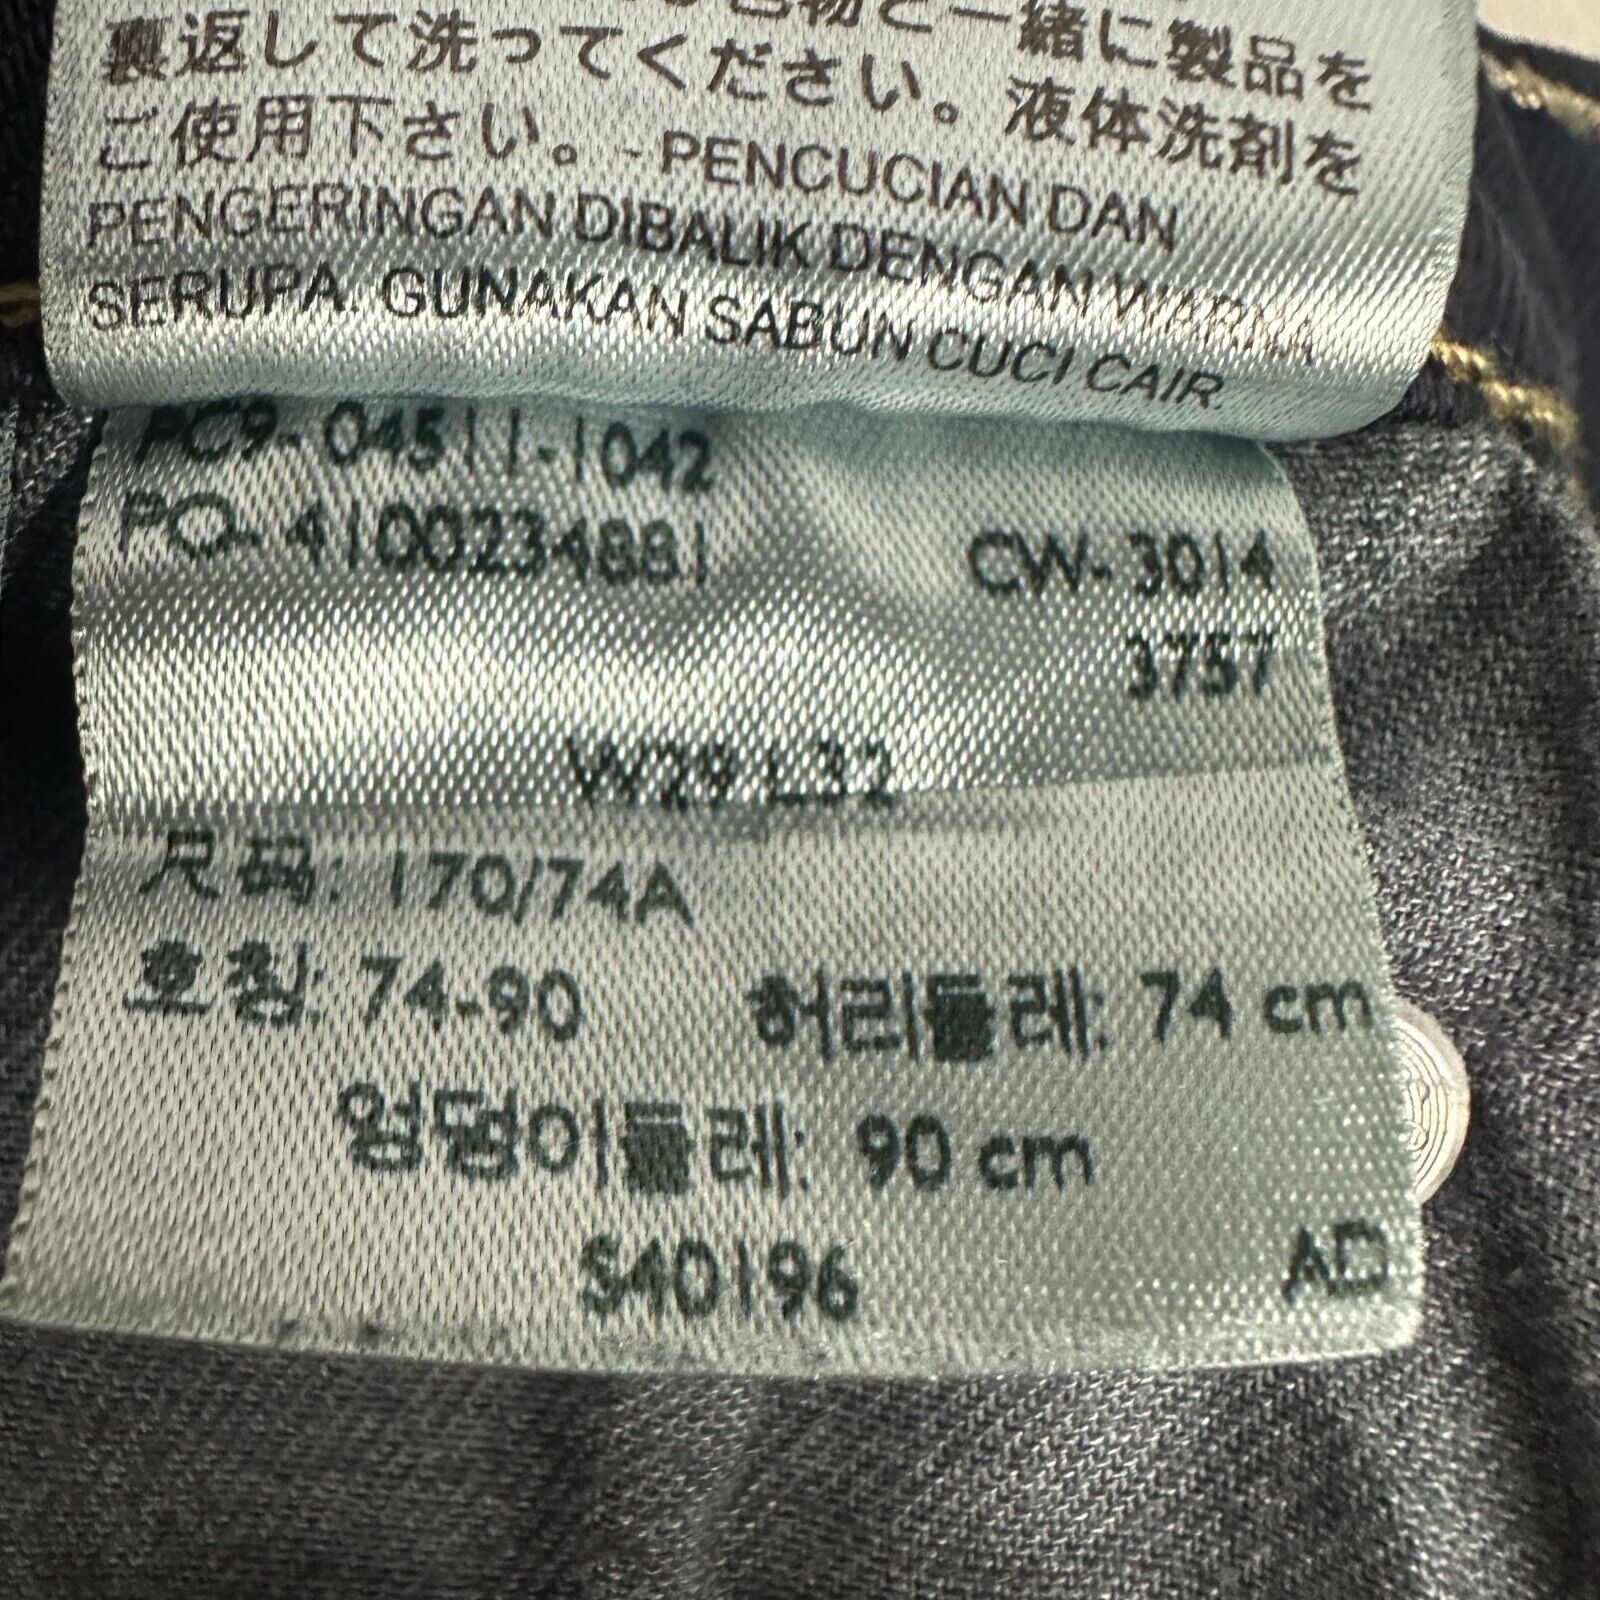 色物と一緒に製品を
裏返して洗ってください。液体洗剤を
ご使用下さい。- PENCUCIAN DAN
PENGERINGAN DIBALIK DENGAN WARNA
SERUPA. GUNAKAN SABUN CUCI CAIR.
PC9-04511-1042
PO-4100234881 CW-3014
3757
W29 L32
尺码: 170/74A
호칭: 74-90 허리둘레: 74 cm
엉덩이둘레: 90 cm
S40196 AD